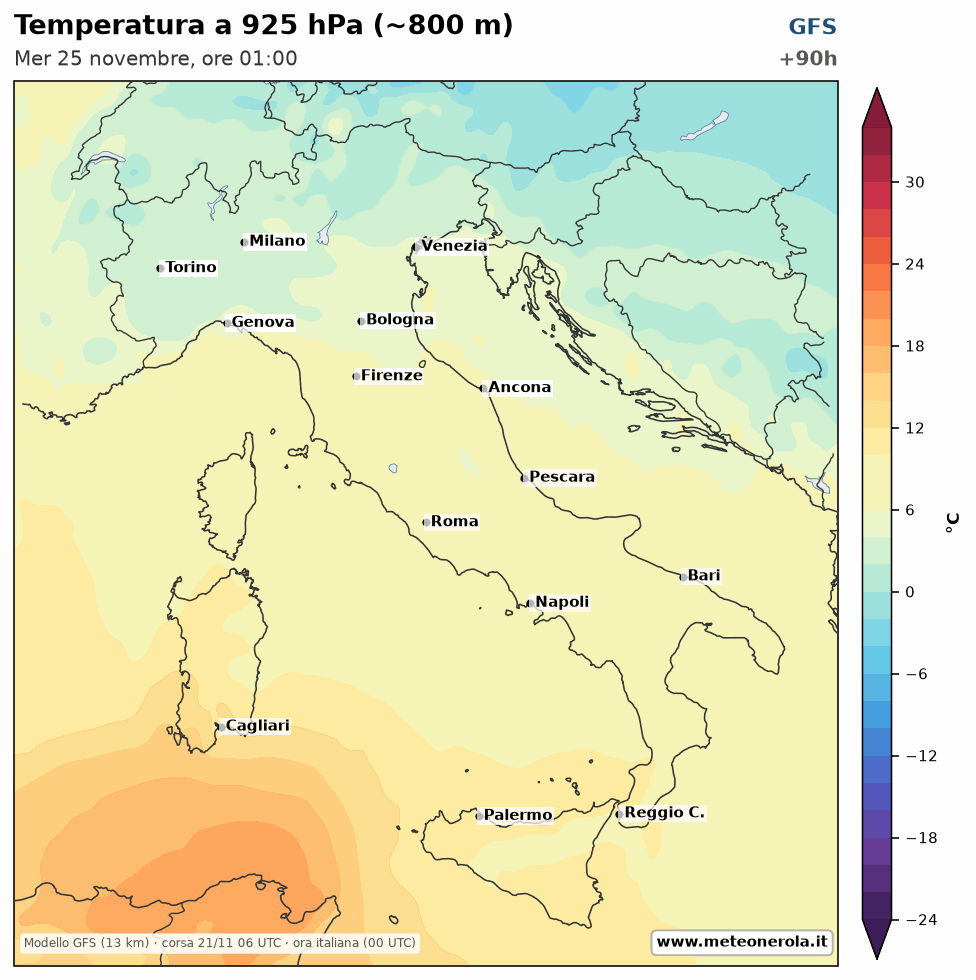 Temperatura a 925 hPa (~800 m)
GFS
Mer 25 novembre, ore 01:00
+90h
Milano
Venezia
Torino
Genova
Bologna
Firenze
Ancona
Pescara
Roma
Bari
Napoli
Cagliari
Palermo
Reggio C.
30
24
18
12
6
0
−6
−12
−18
−24
°C
Modello GFS (13 km) · corsa 21/11 06 UTC · ora italiana (00 UTC)
www.meteonerola.it